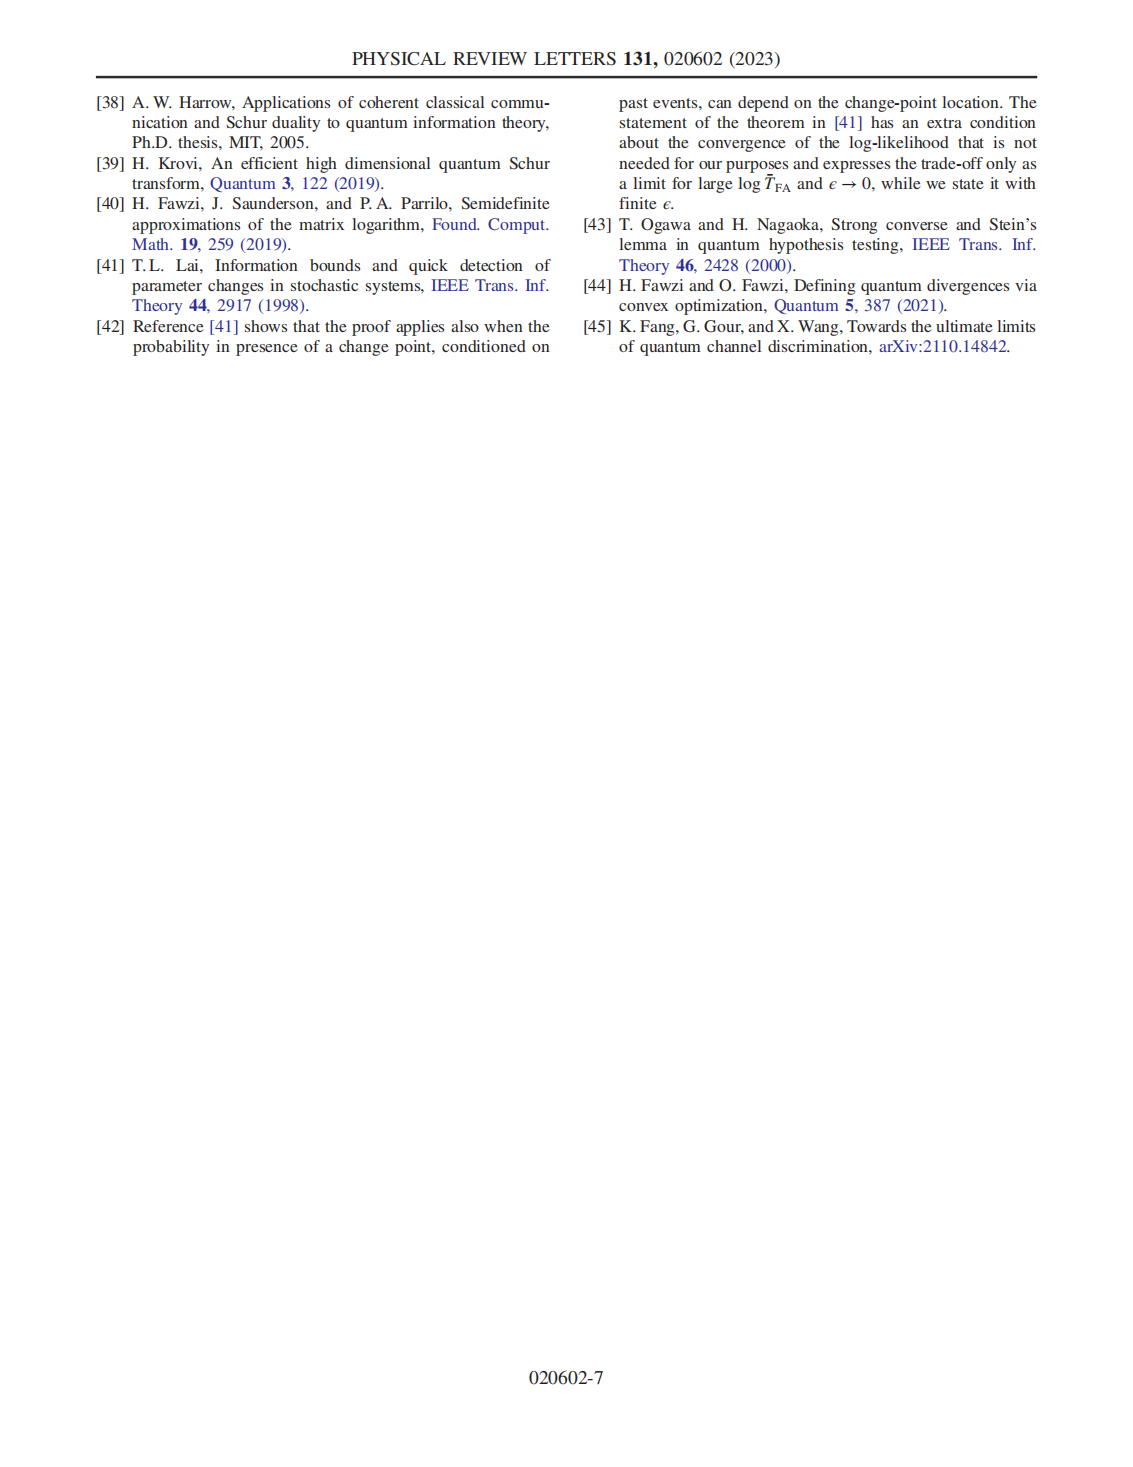 PHYSICAL REVIEW LETTERS 131, 020602 (2023)
[38] A. W. Harrow, Applications of coherent classical commu-
nication and Schur duality to quantum information theory,
Ph.D. thesis, MIT, 2005.
[39] H. Krovi, An efficient high dimensional quantum Schur
transform, Quantum 3, 122 (2019).
[40] H. Fawzi, J. Saunderson, and P. A. Parrilo, Semidefinite
approximations of the matrix logarithm, Found. Comput.
Math. 19, 259 (2019).
[41] T. L. Lai, Information bounds and quick detection of
parameter changes in stochastic systems, IEEE Trans. Inf.
Theory 44, 2917 (1998).
[42] Reference [41] shows that the proof applies also when the
probability in presence of a change point, conditioned on
past events, can depend on the change-point location. The
statement of the theorem in [41] has an extra condition
about the convergence of the log-likelihood that is not
needed for our purposes and expresses the trade-off only as
a limit for large log T̄FA and ϵ → 0, while we state it with
finite ϵ.
[43] T. Ogawa and H. Nagaoka, Strong converse and Stein's
lemma in quantum hypothesis testing, IEEE Trans. Inf.
Theory 46, 2428 (2000).
[44] H. Fawzi and O. Fawzi, Defining quantum divergences via
convex optimization, Quantum 5, 387 (2021).
[45] K. Fang, G. Gour, and X. Wang, Towards the ultimate limits
of quantum channel discrimination, arXiv:2110.14842.
020602-7